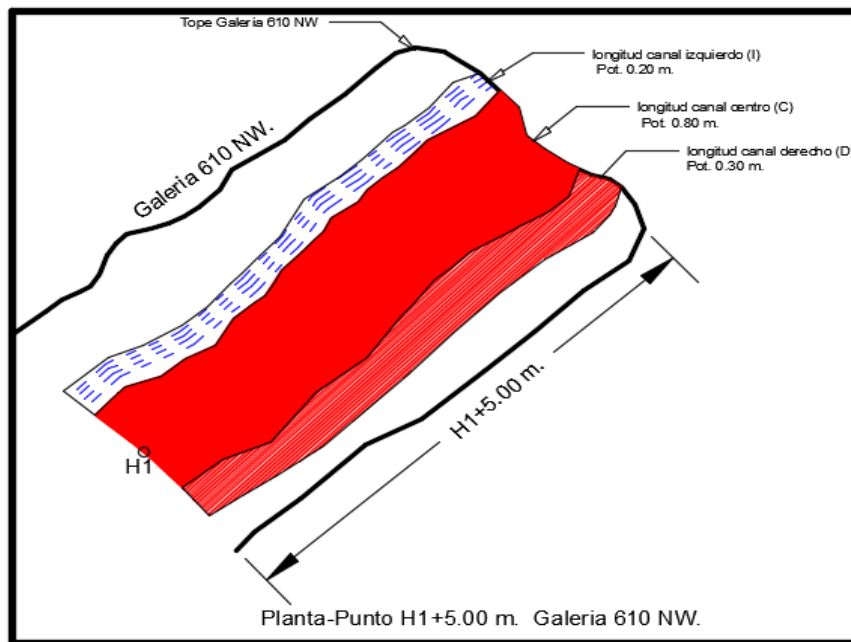 Tope Galeria 610 NW
longitud canal izquierdo (I)
Pot. 0.20 m.
longitud canal centro (C)
Pot. 0.80 m.
longitud canal derecho (D)
Pot. 0.30 m.
Galeria 610 NW.
H1+5.00 m.
H1
Planta-Punto H1+5.00 m. Galeria 610 NW.